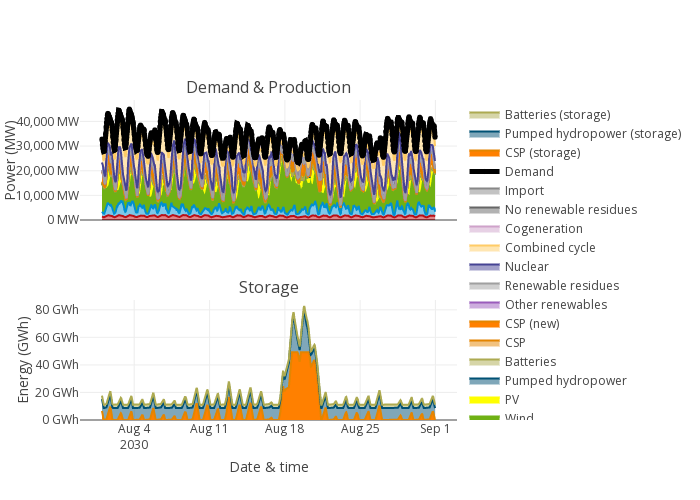 Demand & Production
Power (MW)
40,000 MW
30,000 MW
20,000 MW
10,000 MW
0 MW
Storage
Energy (GWh)
80 GWh
60 GWh
40 GWh
20 GWh
0 GWh
Aug 4
2030
Aug 11
Aug 18
Aug 25
Sep 1
Date & time
Batteries (storage)
Pumped hydropower (storage)
CSP (storage)
Demand
Import
No renewable residues
Cogeneration
Combined cycle
Nuclear
Renewable residues
Other renewables
CSP (new)
CSP
Batteries
Pumped hydropower
PV
Wind